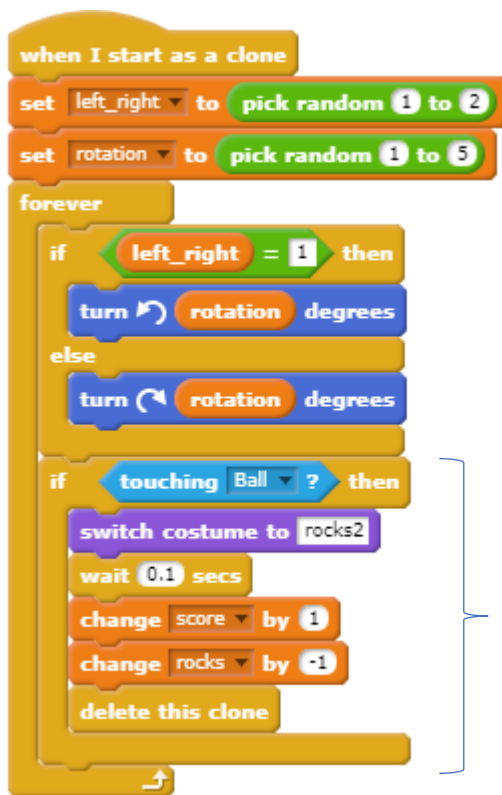 when I start as a clone
set left_right to pick random 1 to 2
set rotation to pick random 1 to 5
forever
if left_right = 1 then
turn rotation degrees
else
turn rotation degrees
if touching Ball ? then
switch costume to rocks2
wait 0.1 secs
change score by 1
change rocks by -1
delete this clone